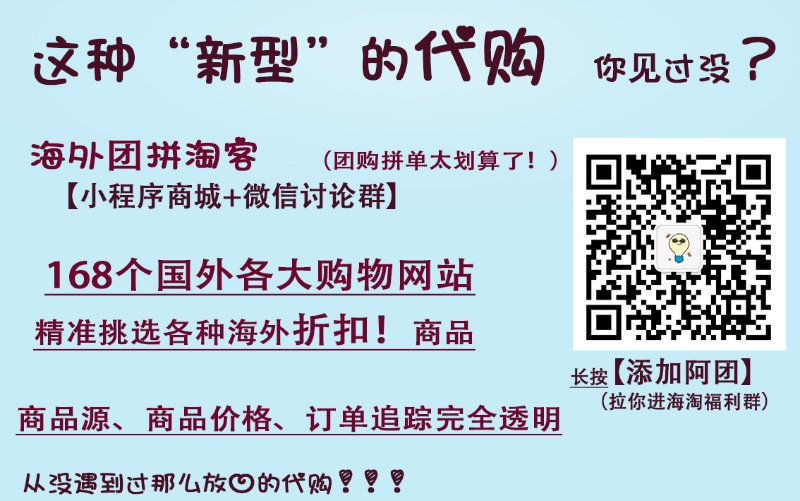 这种“新型”的代购 你见过没？
海外团拼淘客 （团购拼单太划算了！）
【小程序商城+微信讨论群】
168个国外各大购物网站
精准挑选各种海外折扣！商品
长按【添加阿团】
（拉你进海淘福利群）
商品源、商品价格、订单追踪完全透明
从没遇到过那么放心的代购！！！